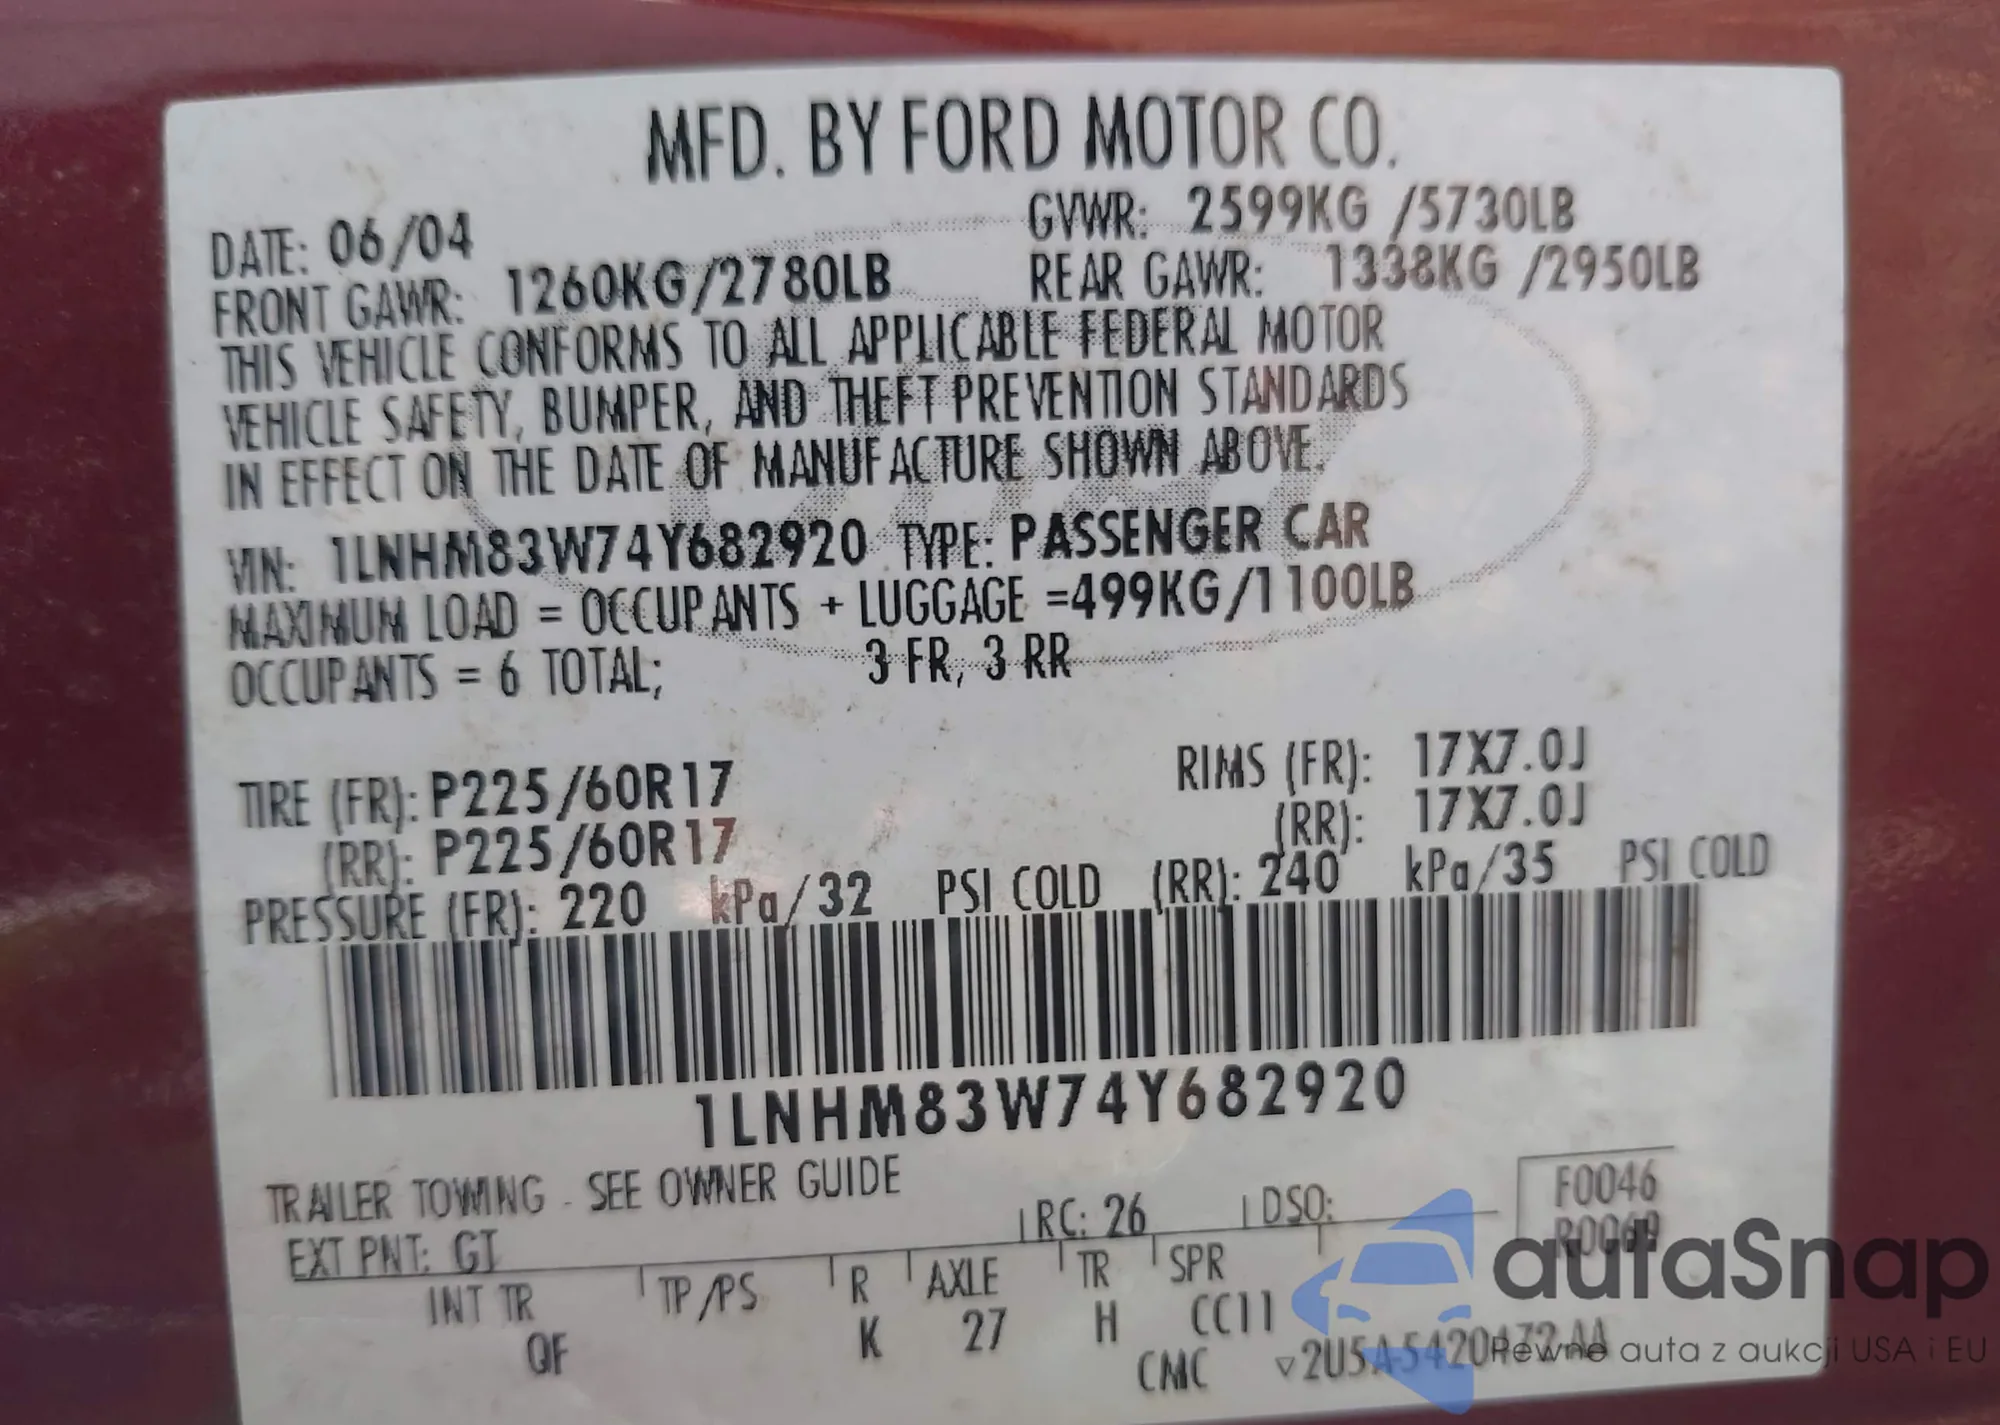 MFD. BY FORD MOTOR CO.
DATE: 06/04 GVWR: 2599KG /5730LB
FRONT GAWR: 1260KG/2780LB REAR GAWR: 1338KG /2950LB
THIS VEHICLE CONFORMS TO ALL APPLICABLE FEDERAL MOTOR
VEHICLE SAFETY, BUMPER, AND THEFT PREVENTION STANDARDS
IN EFFECT ON THE DATE OF MANUFACTURE SHOWN ABOVE.
VIN: 1LNHM83W74Y682920 TYPE: PASSENGER CAR
MAXIMUM LOAD = OCCUPANTS + LUGGAGE =499KG/1100LB
OCCUPANTS = 6 TOTAL; 3 FR, 3 RR
TIRE (FR): P225/60R17 RIMS (FR): 17X7.0J
(RR): P225/60R17 (RR): 17X7.0J
PRESSURE (FR): 220 kPa/32 PSI COLD (RR): 240 kPa/35 PSI COLD
1LNHM83W74Y682920
TRAILER TOWING - SEE OWNER GUIDE
EXT PNT: GT RC: 26 DSO: F0046
INT TR TP/PS R AXLE TR SPR
QF K 27 H CC11
CMC
autaSnap
Pewne auta z aukcji USA i EU